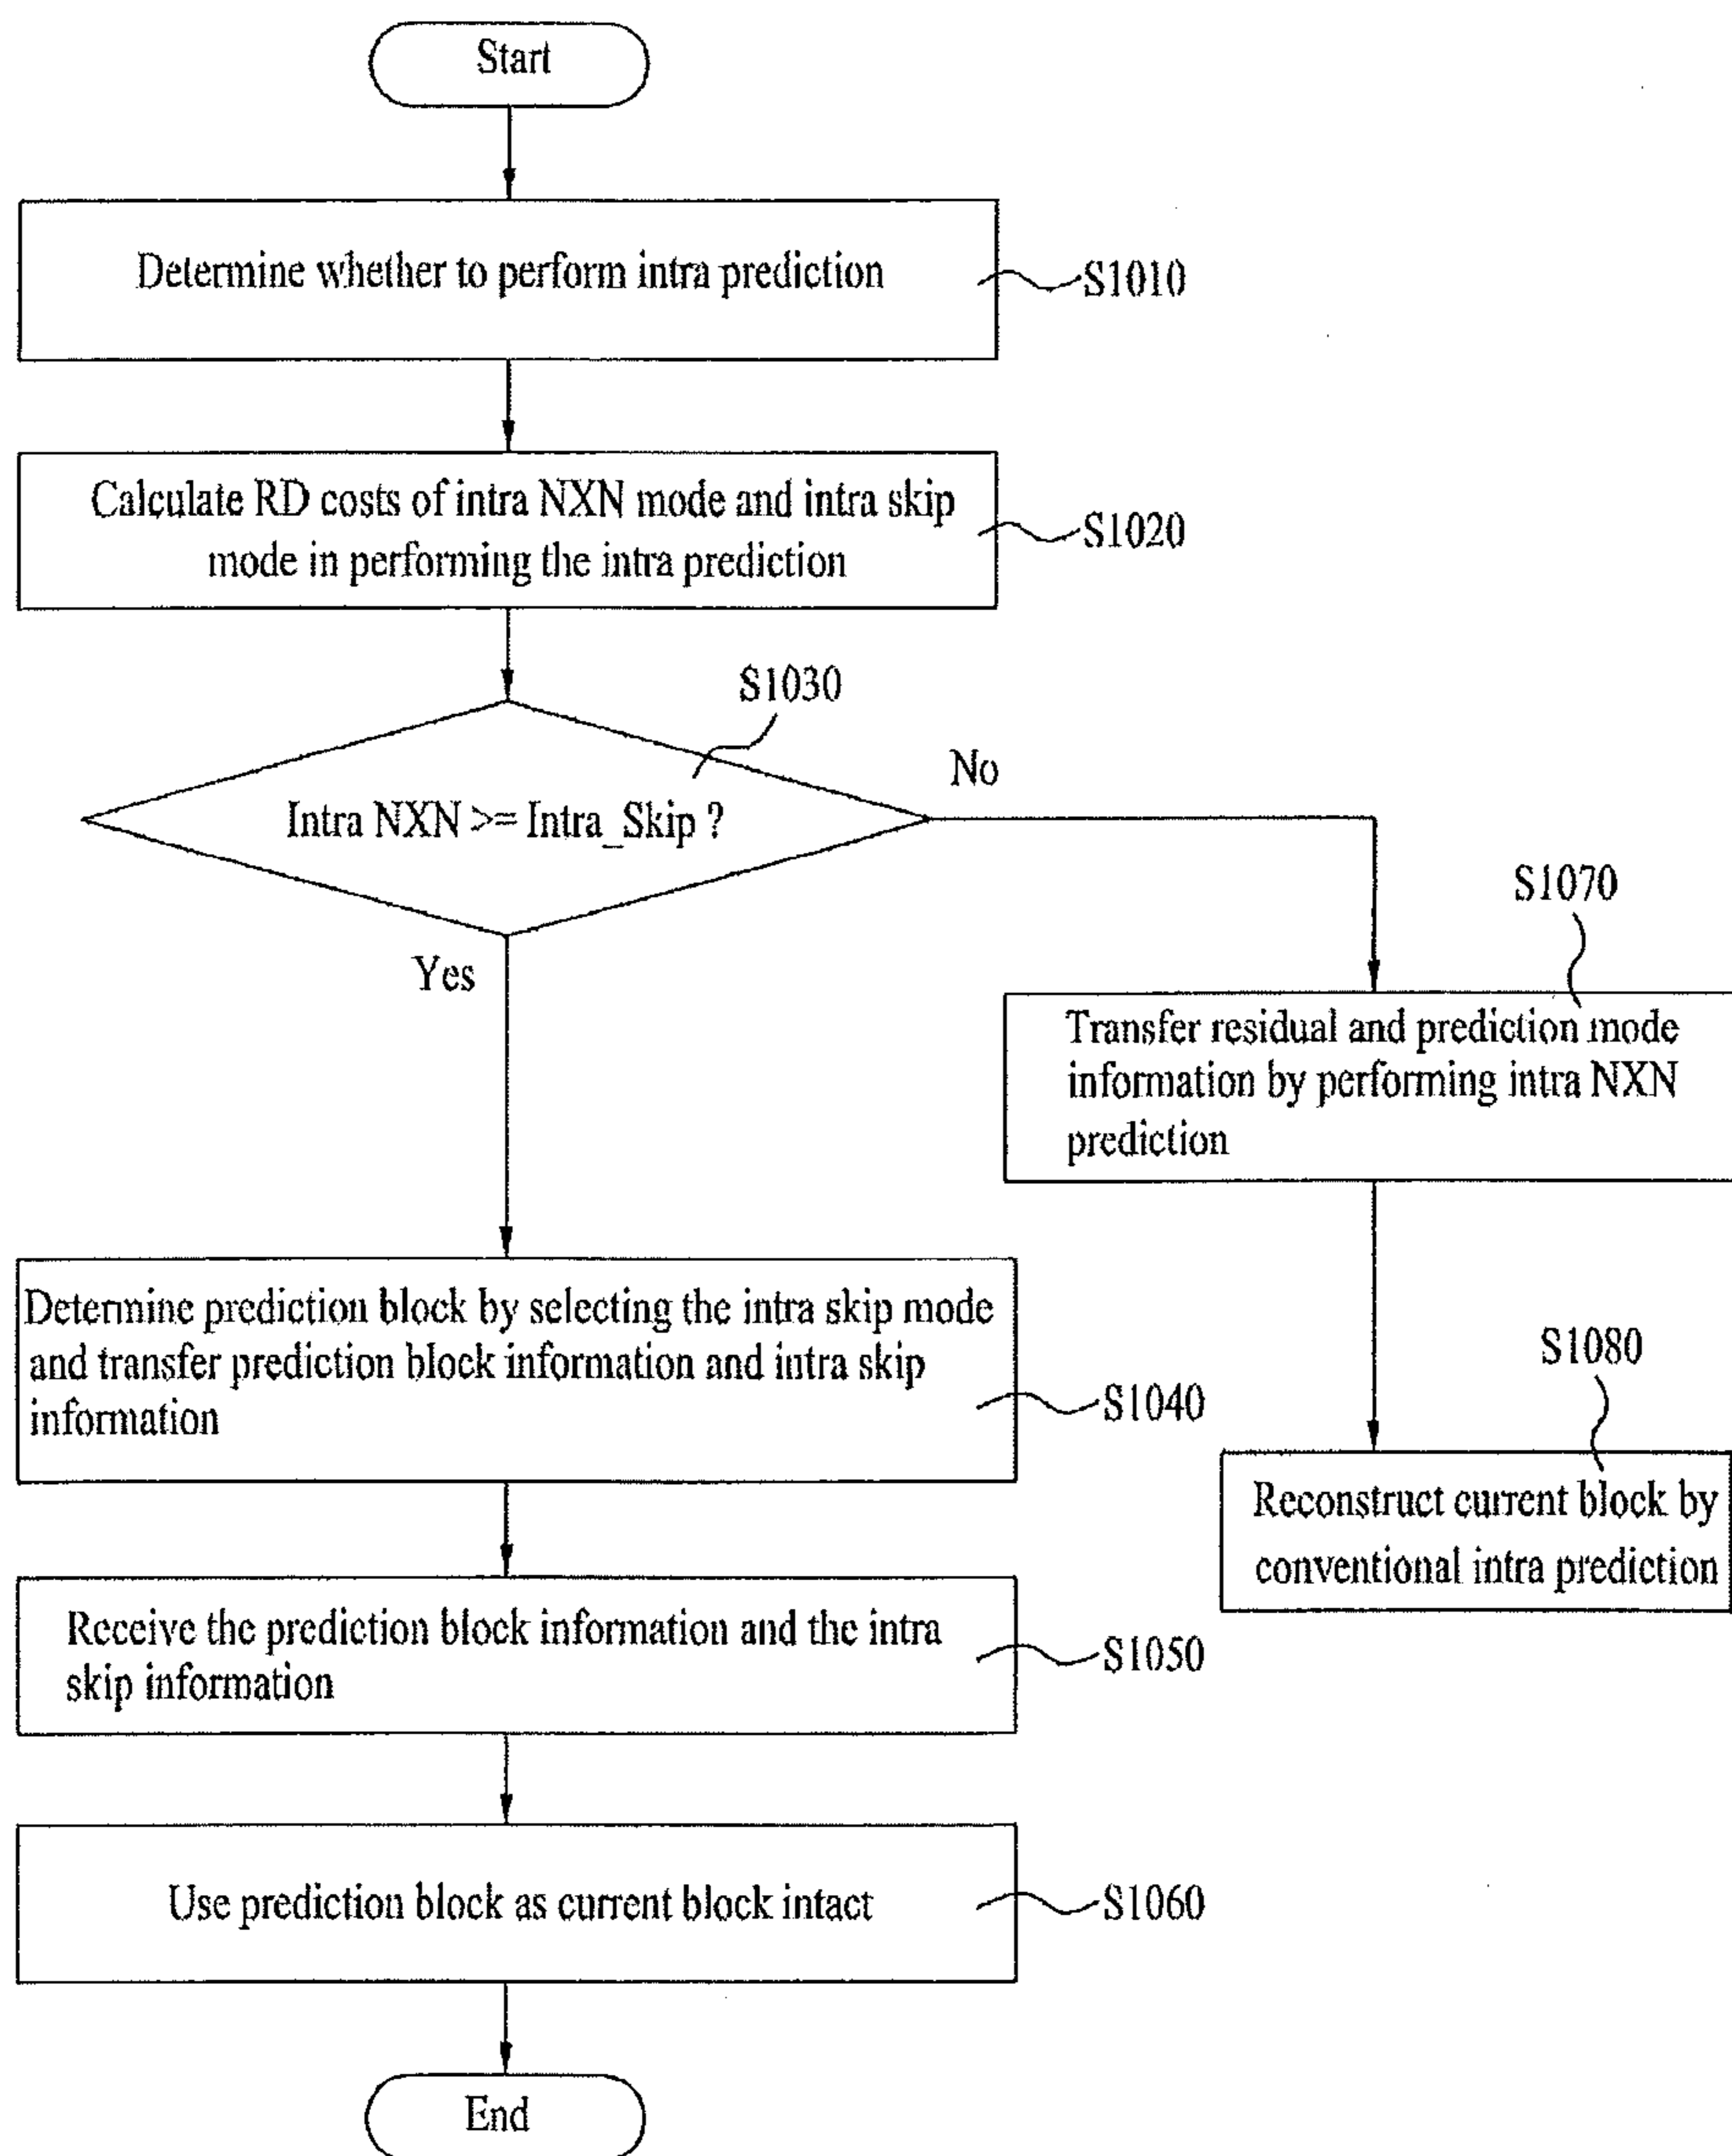 Start
Determine whether to perform intra prediction
S1010
Calculate RD costs of intra NXN mode and intra skip
mode in performing the intra prediction
S1020
S1030
Intra NXN >= Intra_Skip ?
No
Yes
S1070
Transfer residual and prediction mode
information by performing intra NXN
prediction
Determine prediction block by selecting the intra skip mode
and transfer prediction block information and intra skip
information
S1040
S1080
Reconstruct current block by
conventional intra prediction
Receive the prediction block information and the intra
skip information
S1050
Use prediction block as current block intact
S1060
End